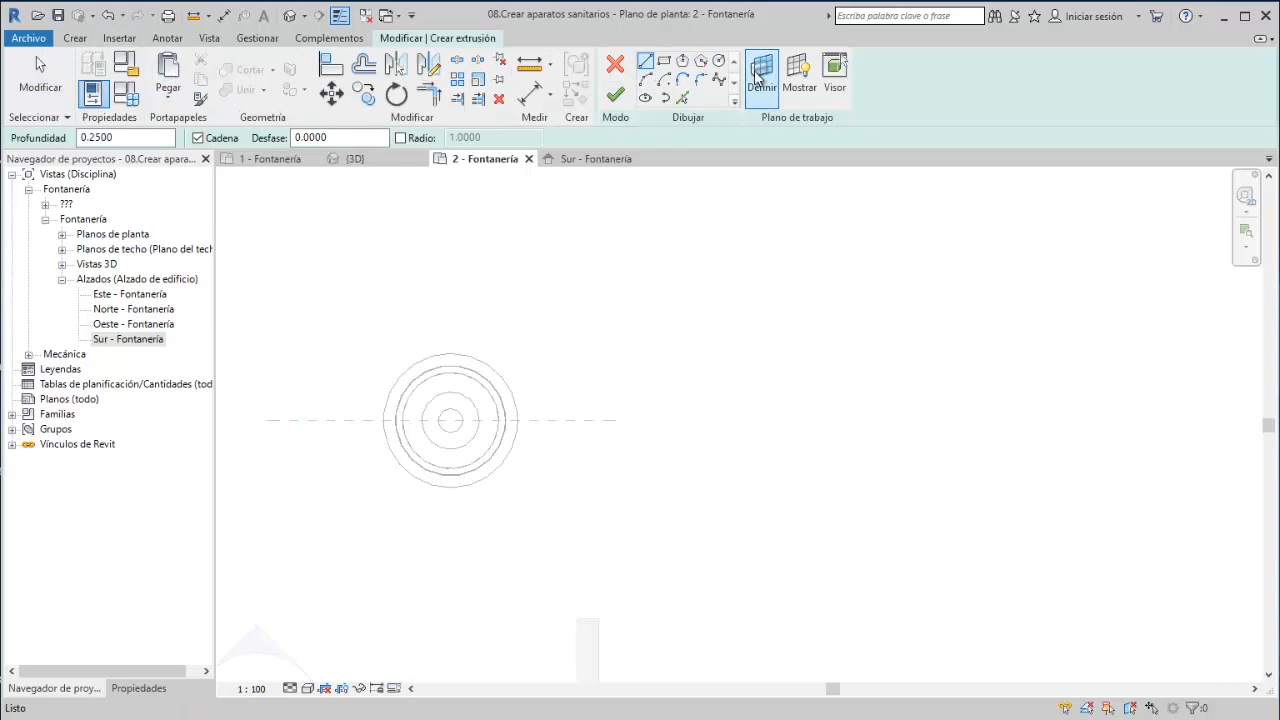 08.Crear aparatos sanitarios - Plano de planta: 2 - Fontanería
Escriba palabra clave o frase
Iniciar sesión
Archivo
Crear
Insertar
Anotar
Vista
Gestionar
Complementos
Modificar | Crear extrusión
Modificar
Pegar
Cortar
Unir
Definir
Mostrar
Visor
Seleccionar
Propiedades
Portapapeles
Geometría
Modificar
Medir
Crear
Modo
Dibujar
Plano de trabajo
Profundidad
0.2500
Cadena
Desfase:
0.0000
Radio:
1.0000
Navegador de proyectos - 08.Crear apara...
1 - Fontanería
{3D}
2 - Fontanería
Sur - Fontanería
Vistas (Disciplina)
Fontanería
???
Fontanería
Planos de planta
Planos de techo (Plano del tech
Vistas 3D
Alzados (Alzado de edificio)
Este - Fontanería
Norte - Fontanería
Oeste - Fontanería
Sur - Fontanería
Mecánica
Leyendas
Tablas de planificación/Cantidades (tod
Planos (todo)
Familias
Grupos
Vínculos de Revit
2D
Navegador de proy...
Propiedades
1 : 100
Listo
:0